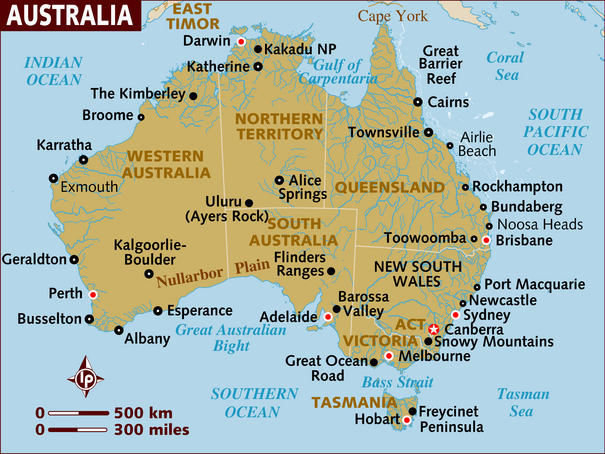 AUSTRALIA
EAST
TIMOR
Cape York
Darwin
Kakadu NP
INDIAN
OCEAN
Katherine
Gulf of
Carpentaria
Great
Barrier
Reef
Coral
Sea
The Kimberley
Cairns
Broome
NORTHERN
TERRITORY
SOUTH
PACIFIC
OCEAN
Townsville
Airlie
Beach
Karratha
WESTERN
AUSTRALIA
Exmouth
Alice
Springs
QUEENSLAND
Rockhampton
Uluru
(Ayers Rock)
Bundaberg
SOUTH
AUSTRALIA
Noosa Heads
Toowoomba
Brisbane
Geraldton
Kalgoorlie-
Boulder
Nullarbor Plain
Flinders
Ranges
NEW SOUTH
WALES
Port Macquarie
Perth
Newcastle
Barossa
Valley
Esperance
Adelaide
Sydney
Busselton
Albany
Great Australian
Bight
ACT
Canberra
VICTORIA
Snowy Mountains
Great Ocean
Road
Melbourne
Bass Strait
LP
SOUTHERN
OCEAN
TASMANIA
Tasman
Sea
Hobart
Freycinet
Peninsula
0 500 km
0 300 miles